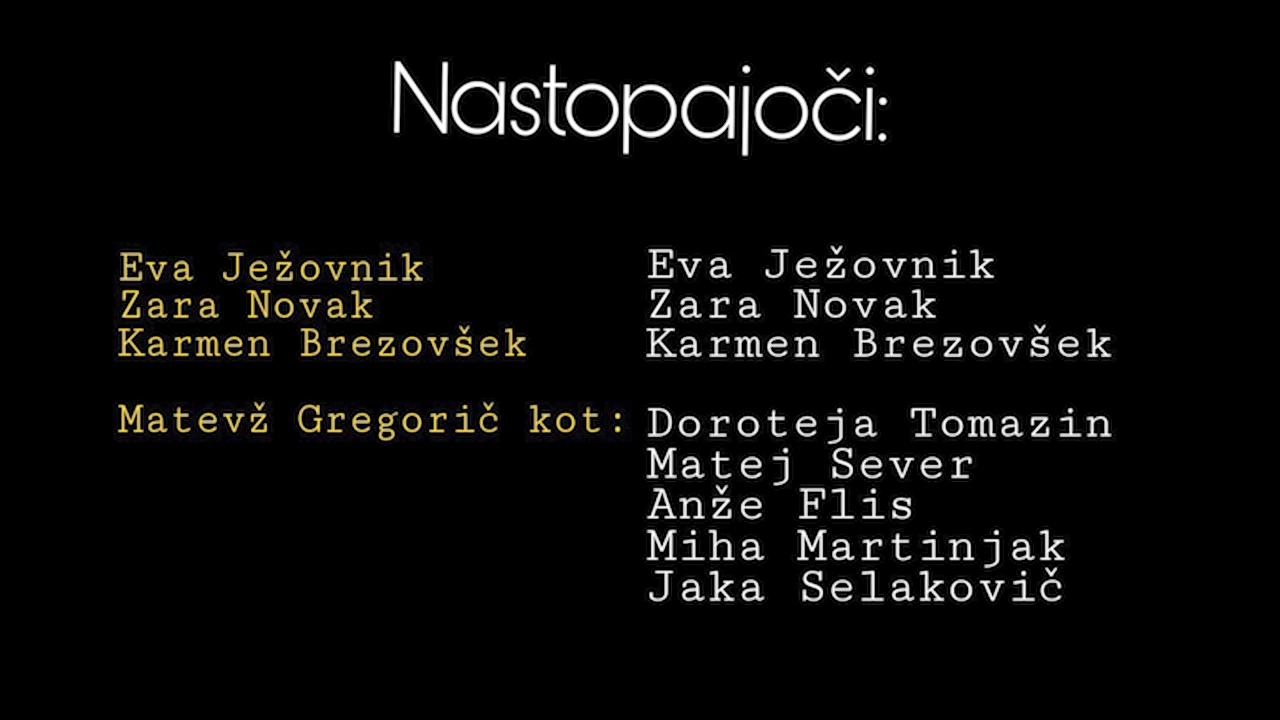 Nastopajoči:
Eva Ježovnik Eva Ježovnik
Zara Novak Zara Novak
Karmen Brezovšek Karmen Brezovšek
Matevž Gregorič kot: Doroteja Tomazin
Matej Sever
Anže Flis
Miha Martinjak
Jaka Selakovič